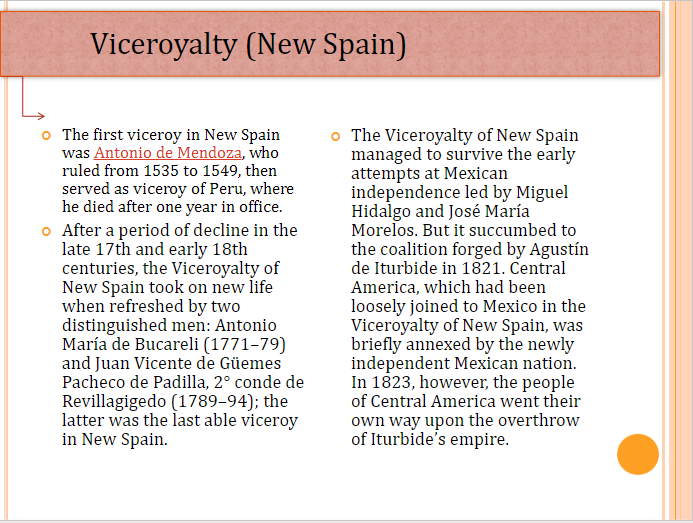 Viceroyalty (New Spain)
The first viceroy in New Spain
was Antonio de Mendoza, who
ruled from 1535 to 1549, then
served as viceroy of Peru, where
he died after one year in office.
After a period of decline in the
late 17th and early 18th
centuries, the Viceroyalty of
New Spain took on new life
when refreshed by two
distinguished men: Antonio
María de Bucareli (1771–79)
and Juan Vicente de Güemes
Pacheco de Padilla, 2° conde de
Revillagigedo (1789–94); the
latter was the last able viceroy
in New Spain.
The Viceroyalty of New Spain
managed to survive the early
attempts at Mexican
independence led by Miguel
Hidalgo and José María
Morelos. But it succumbed to
the coalition forged by Agustín
de Iturbide in 1821. Central
America, which had been
loosely joined to Mexico in the
Viceroyalty of New Spain, was
briefly annexed by the newly
independent Mexican nation.
In 1823, however, the people
of Central America went their
own way upon the overthrow
of Iturbide’s empire.